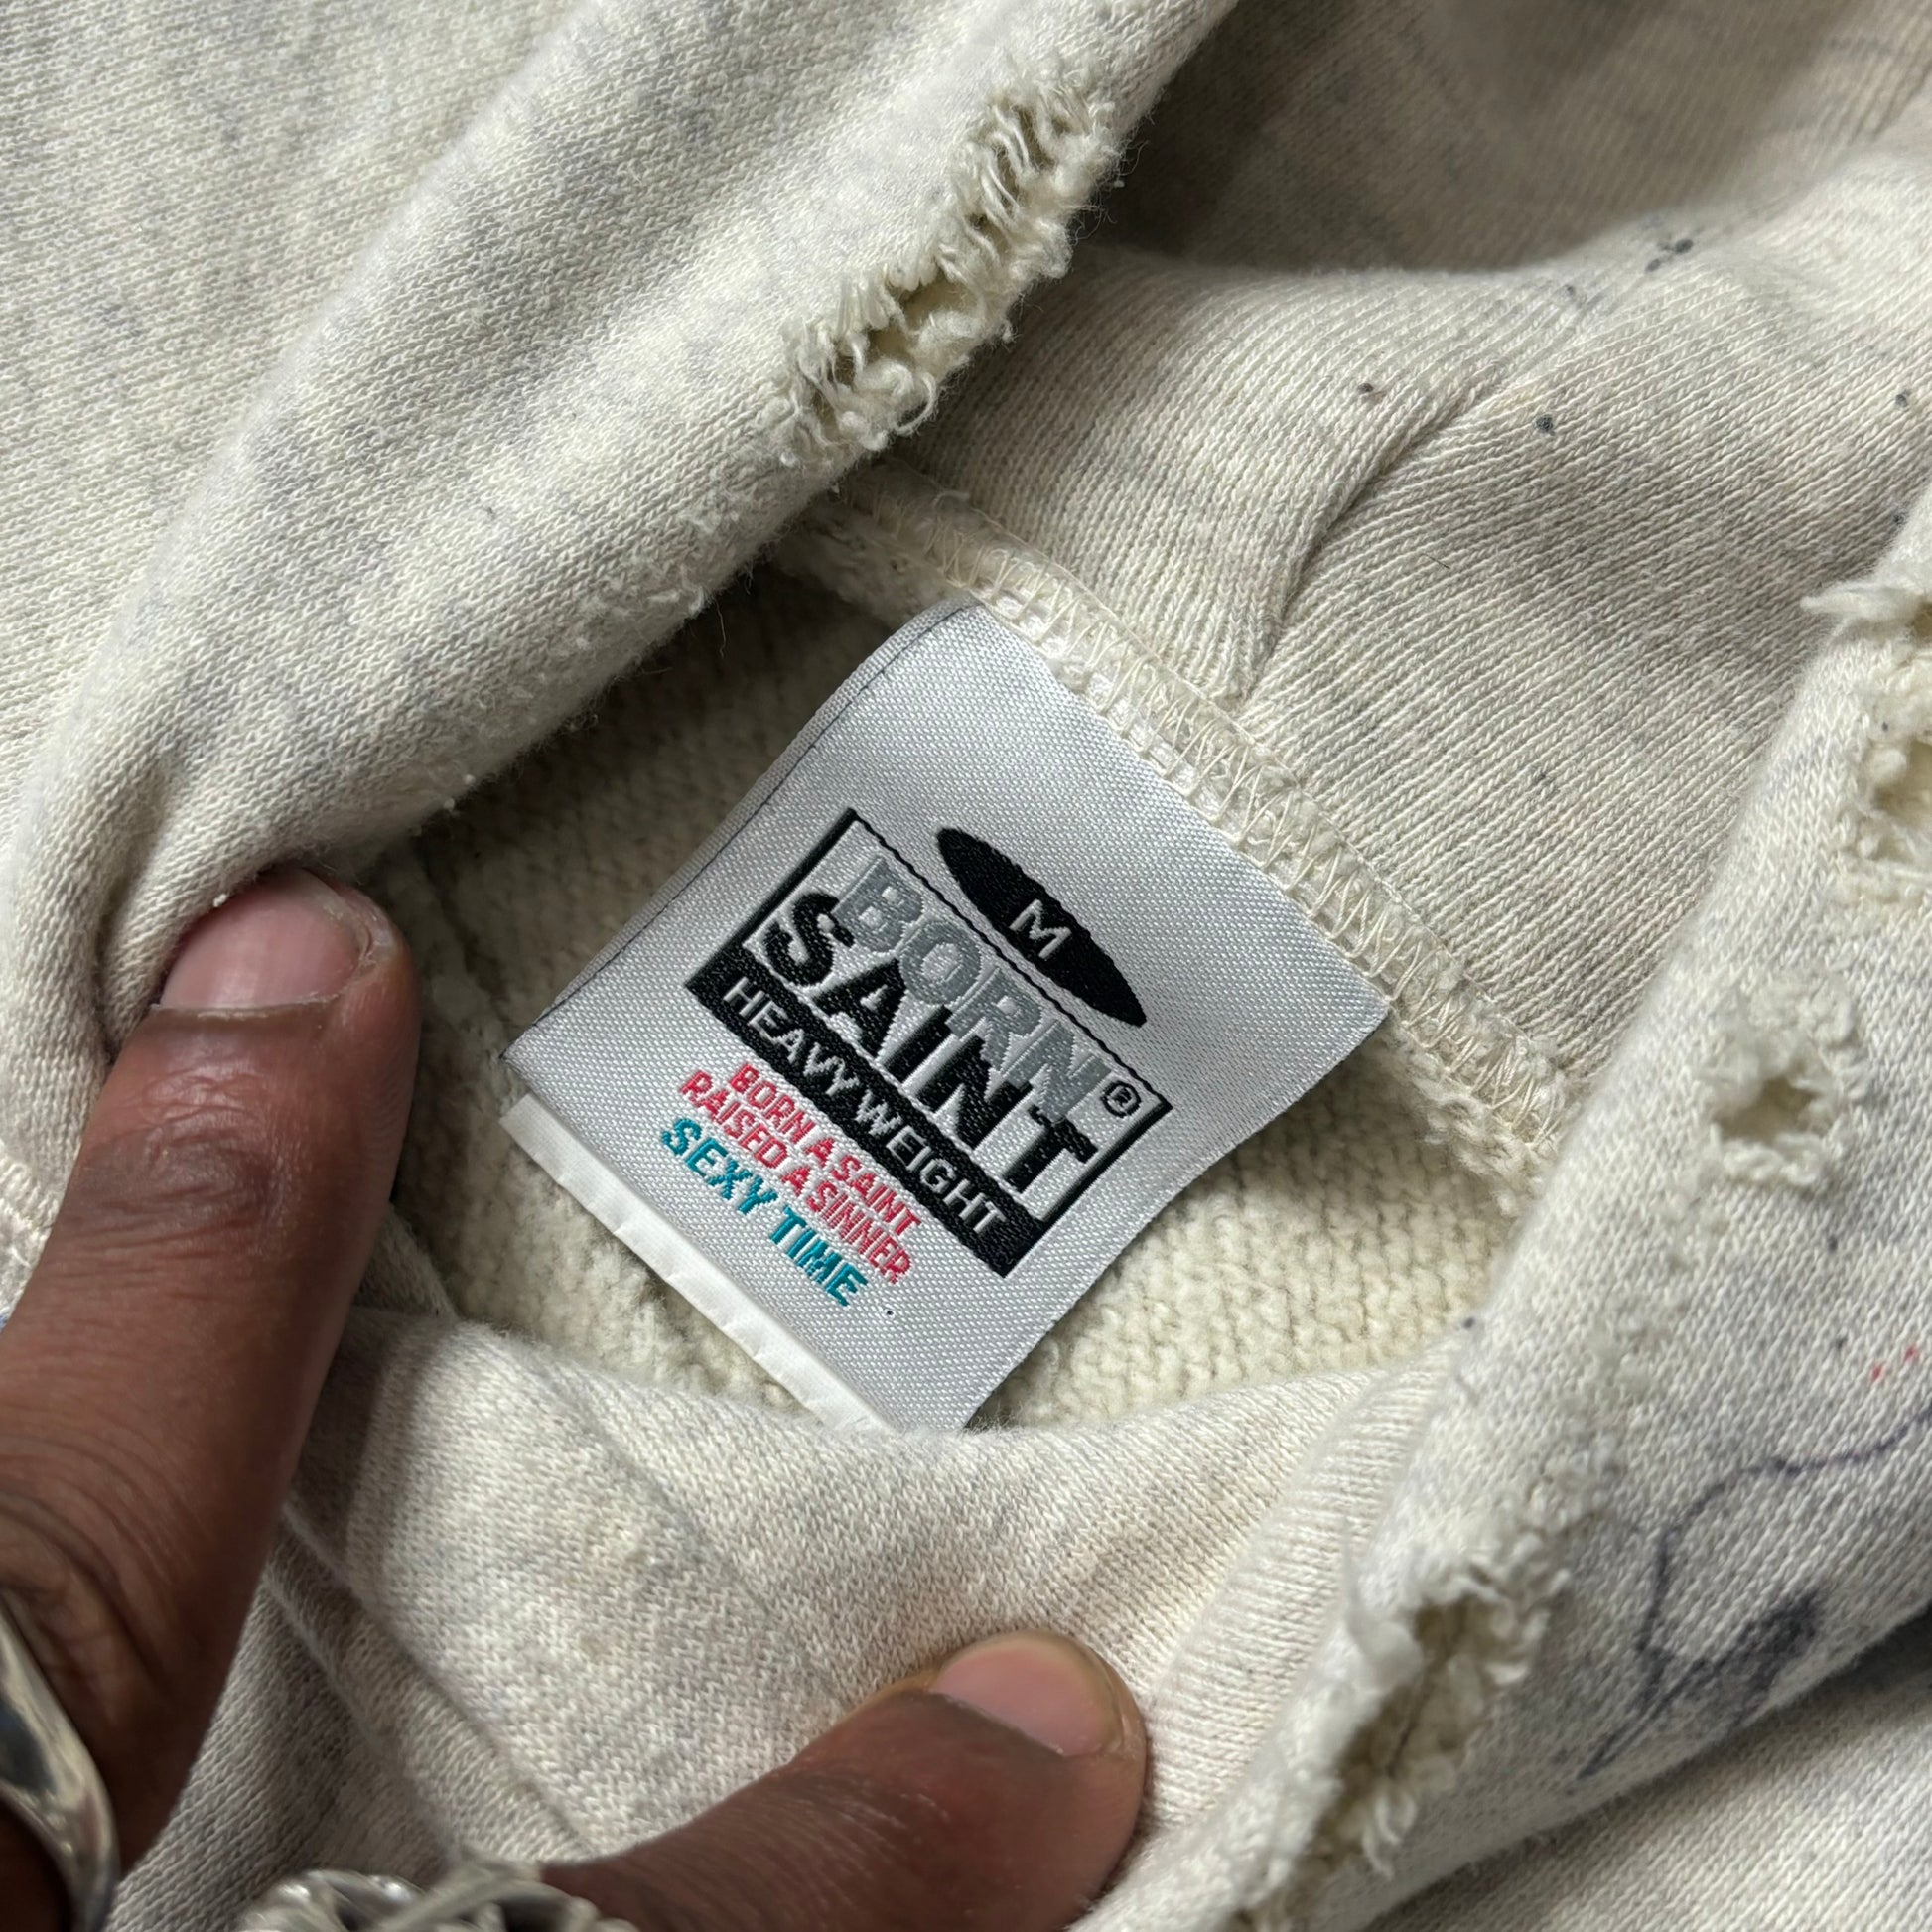 M
BORN
SAINT®
HEAVYWEIGHT
BORN A SAINT
RAISED A SINNER
SEXY TIME